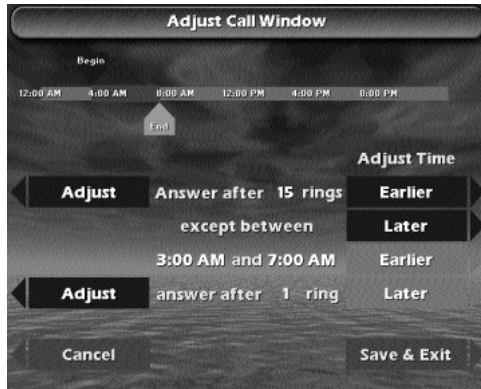 Adjust Call Window
Begin
12:00 AM 4:00 AM 8:00 AM 12:00 PM 4:00 PM 8:00 PM
End
Adjust Time
Adjust Answer after 15 rings Earlier
except between Later
3:00 AM and 7:00 AM Earlier
Adjust answer after 1 ring Later
Cancel Save & Exit